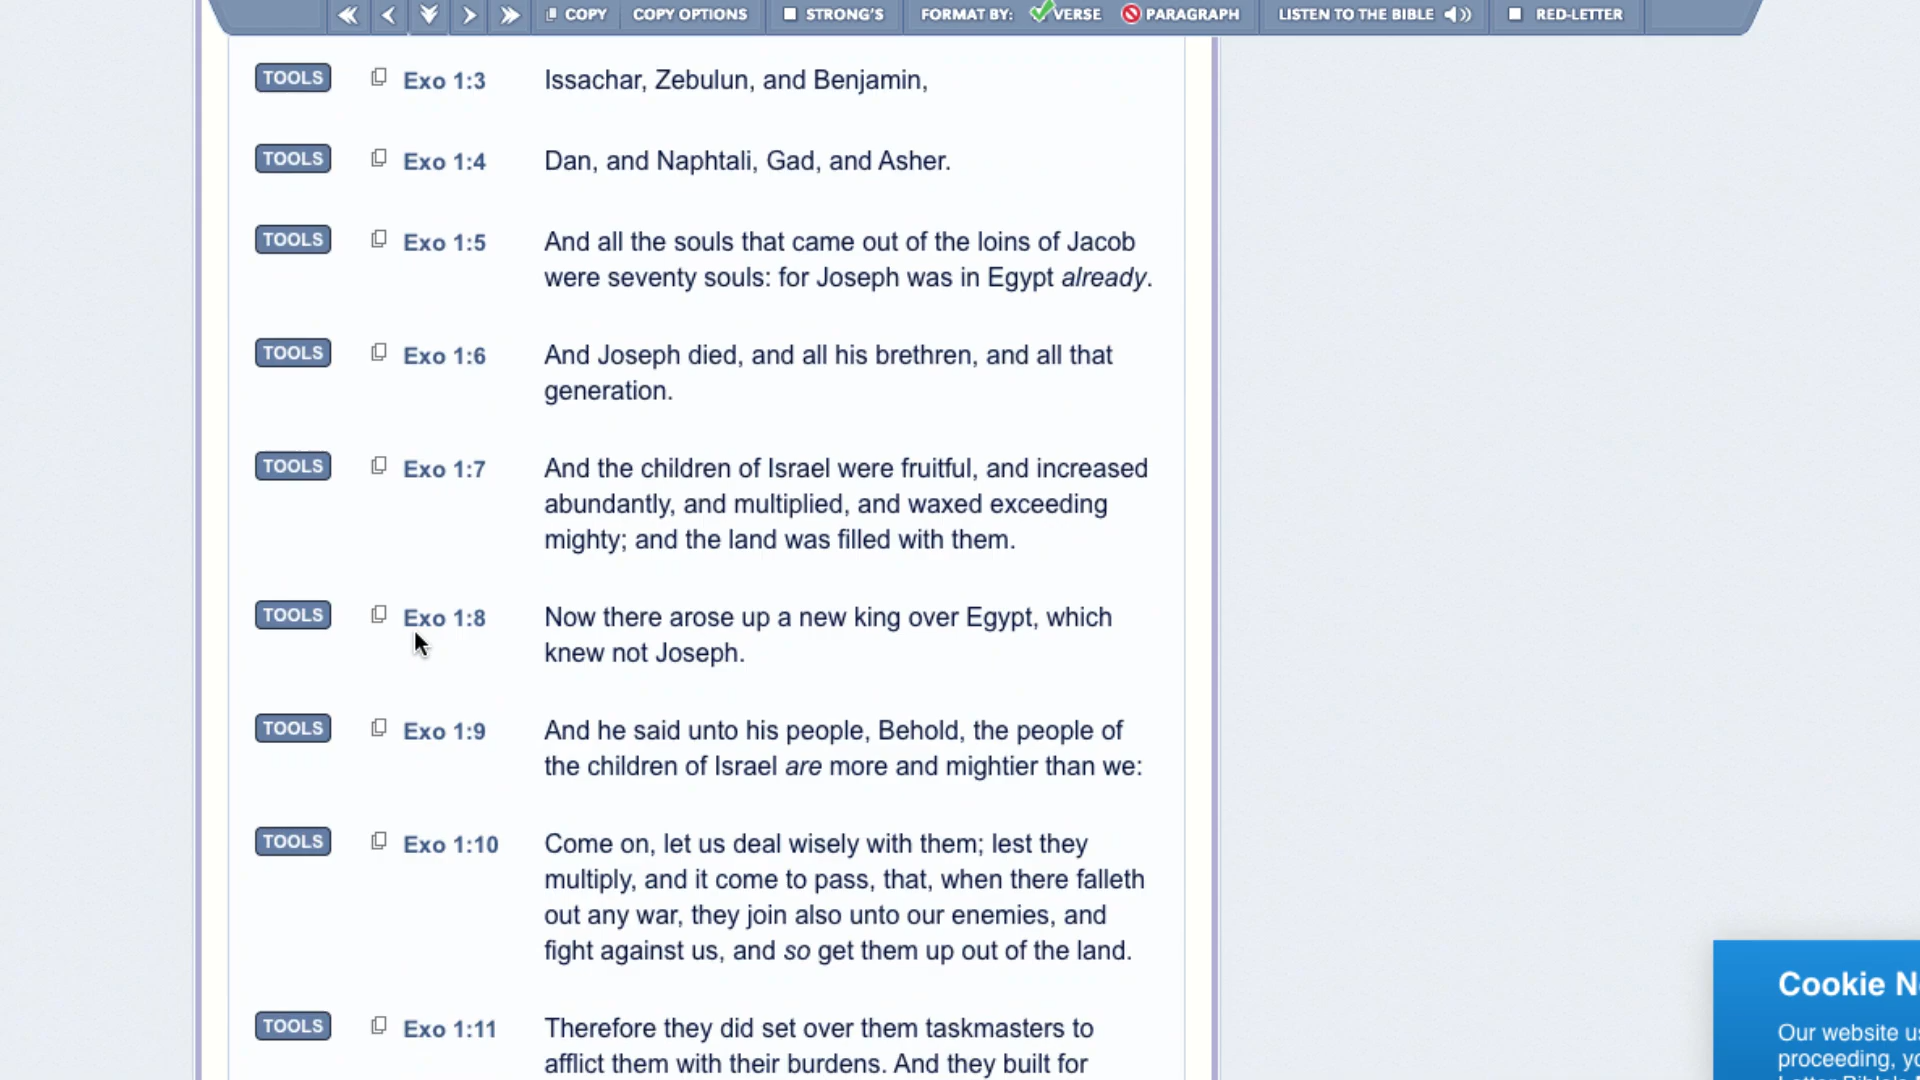 COPY COPY OPTIONS STRONG'S FORMAT BY: VERSE PARAGRAPH LISTEN TO THE BIBLE RED-LETTER
TOOLS Exo 1:3 Issachar, Zebulun, and Benjamin,
TOOLS Exo 1:4 Dan, and Naphtali, Gad, and Asher.
TOOLS Exo 1:5 And all the souls that came out of the loins of Jacob
were seventy souls: for Joseph was in Egypt already.
TOOLS Exo 1:6 And Joseph died, and all his brethren, and all that
generation.
TOOLS Exo 1:7 And the children of Israel were fruitful, and increased
abundantly, and multiplied, and waxed exceeding
mighty; and the land was filled with them.
TOOLS Exo 1:8 Now there arose up a new king over Egypt, which
knew not Joseph.
TOOLS Exo 1:9 And he said unto his people, Behold, the people of
the children of Israel are more and mightier than we:
TOOLS Exo 1:10 Come on, let us deal wisely with them; lest they
multiply, and it come to pass, that, when there falleth
out any war, they join also unto our enemies, and
fight against us, and so get them up out of the land.
TOOLS Exo 1:11 Therefore they did set over them taskmasters to
afflict them with their burdens. And they built for
Cookie
Our website
proceeding,